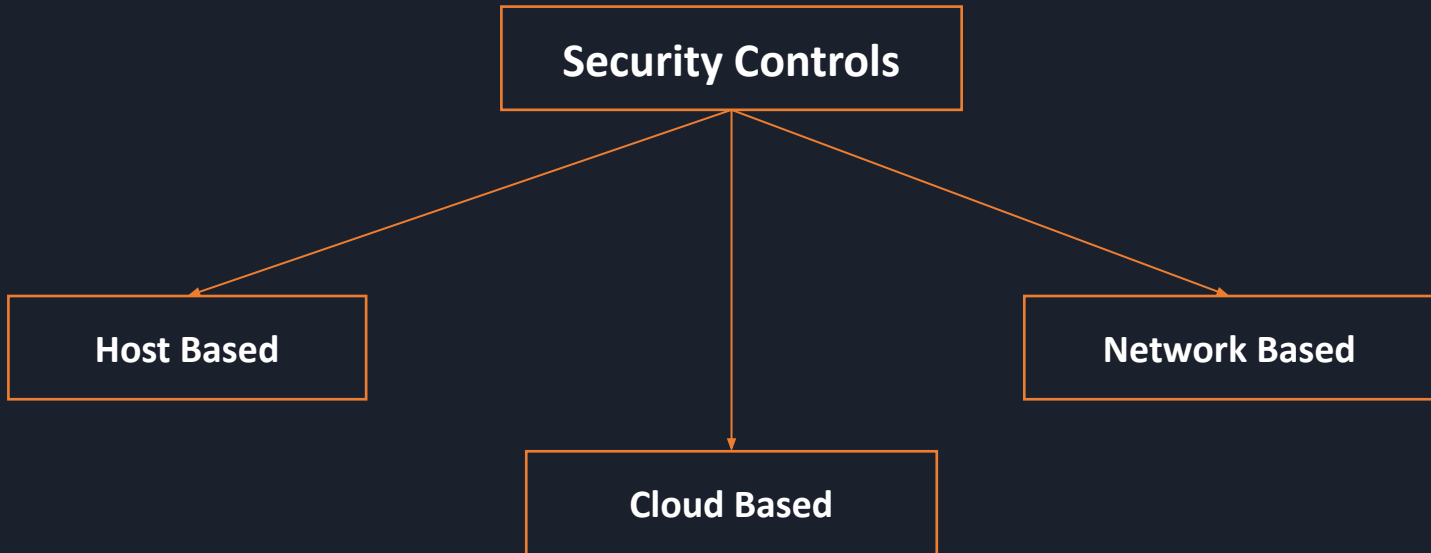 Security Controls
Host Based
Network Based
Cloud Based